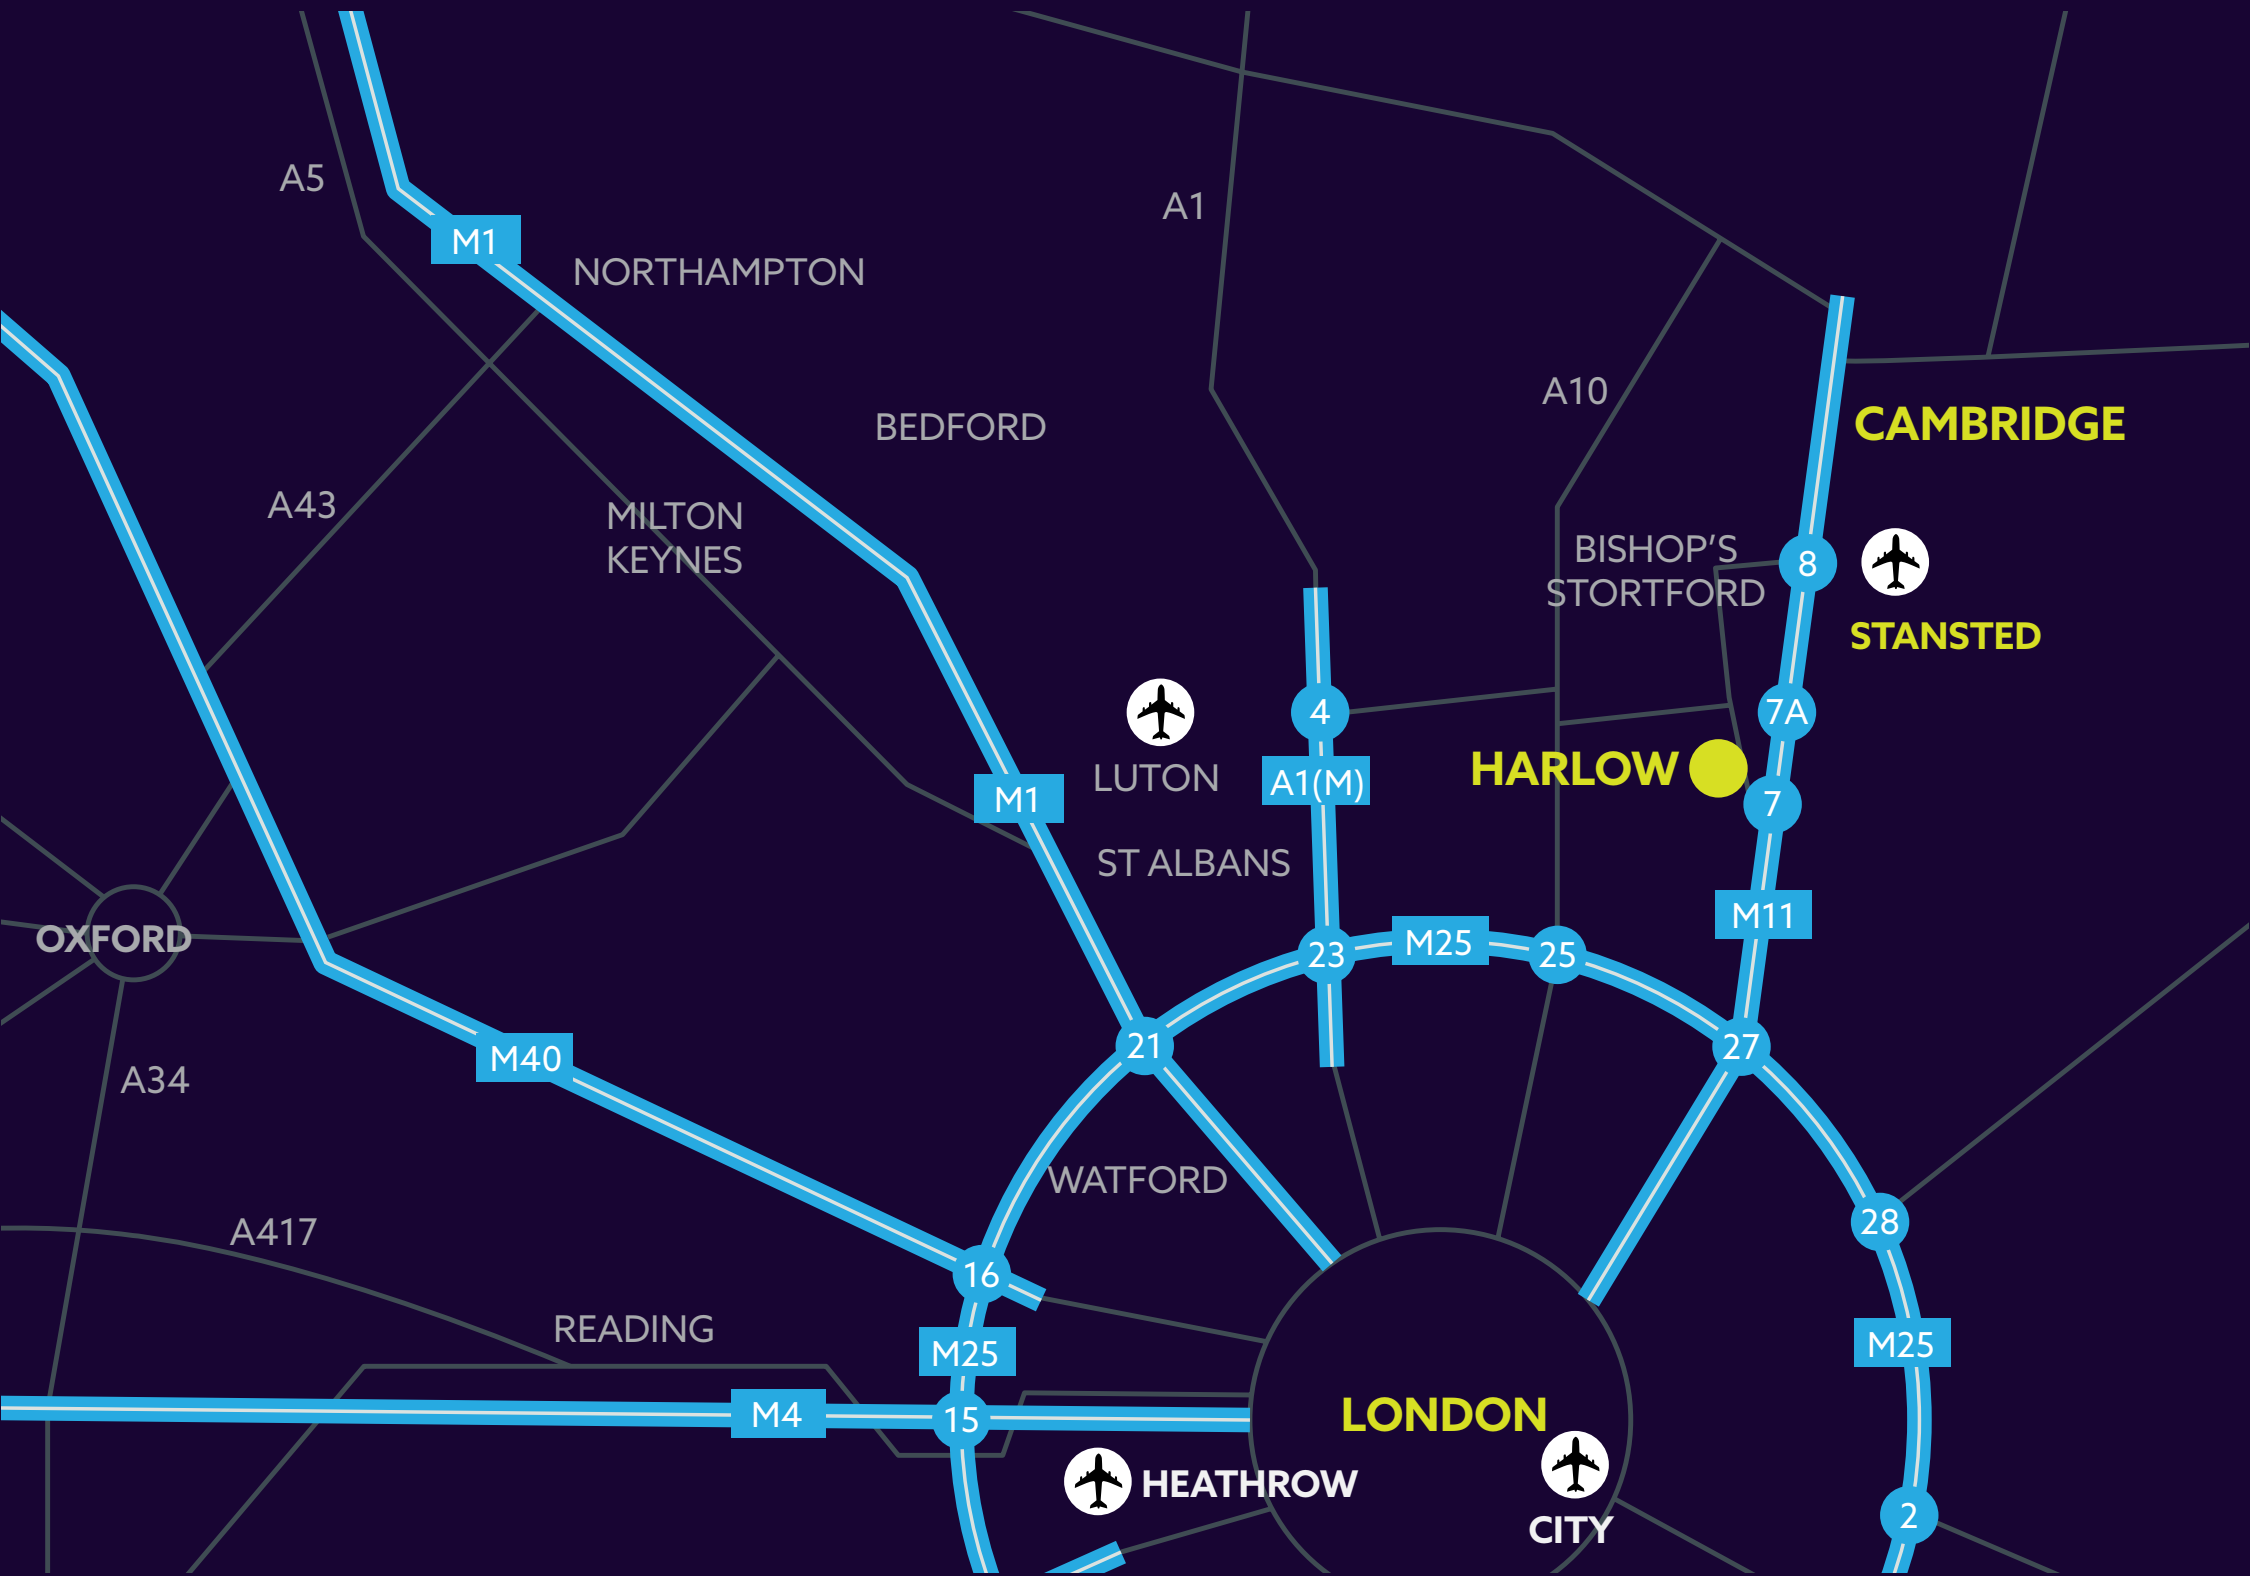 A5
A1
M1
NORTHAMPTON
A10
CAMBRIDGE
BEDFORD
A43
MILTON
KEYNES
BISHOP'S
STORTFORD
8
STANSTED
4
7A
LUTON
A1(M)
HARLOW
M1
7
ST ALBANS
M11
OXFORD
23
M25
25
21
27
M40
A34
WATFORD
28
A417
16
READING
M25
M25
M4
15
LONDON
HEATHROW
CITY
2